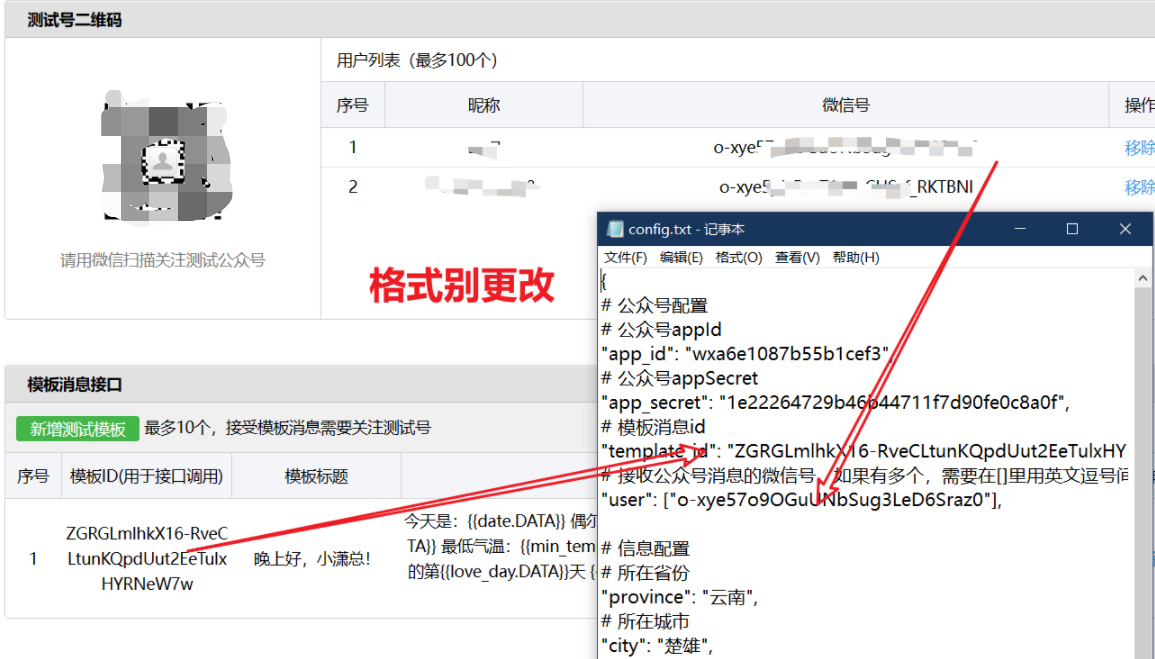 测试号二维码
用户列表（最多100个）
序号 昵称 微信号 操作
1 o-xye 移除
2 o-xye _RKTBNI 移除
请用微信扫描关注测试公众号
格式别更改
模板消息接口
新增测试模板 最多10个，接受模板消息需要关注测试号
序号 模板ID(用于接口调用) 模板标题
1
ZGRGLmlhkX16-RveC
LtunKQpdUut2EeTulx
HYRNeW7w
晚上好，小潇总！
今天是：{{date.DATA}} 偶尔
TA}} 最低气温：{{min_tem
的第{{love_day.DATA}}天 {
config.txt - 记事本
文件(F) 编辑(E) 格式(O) 查看(V) 帮助(H)
{
# 公众号配置
# 公众号appId
"app_id": "wxa6e1087b55b1cef3",
# 公众号appSecret
"app_secret": "1e22264729b46b44711f7d90fe0c8a0f",
# 模板消息id
"template_id": "ZGRGLmlhkX16-RveCLtunKQpdUut2EeTulxHY
# 接收公众号消息的微信号，如果有多个，需要在[]里用英文逗号间
"user": ["o-xye57o9OGuUNbSug3LeD6Sraz0"],
# 信息配置
# 所在省份
"province": "云南",
# 所在城市
"city": "楚雄",